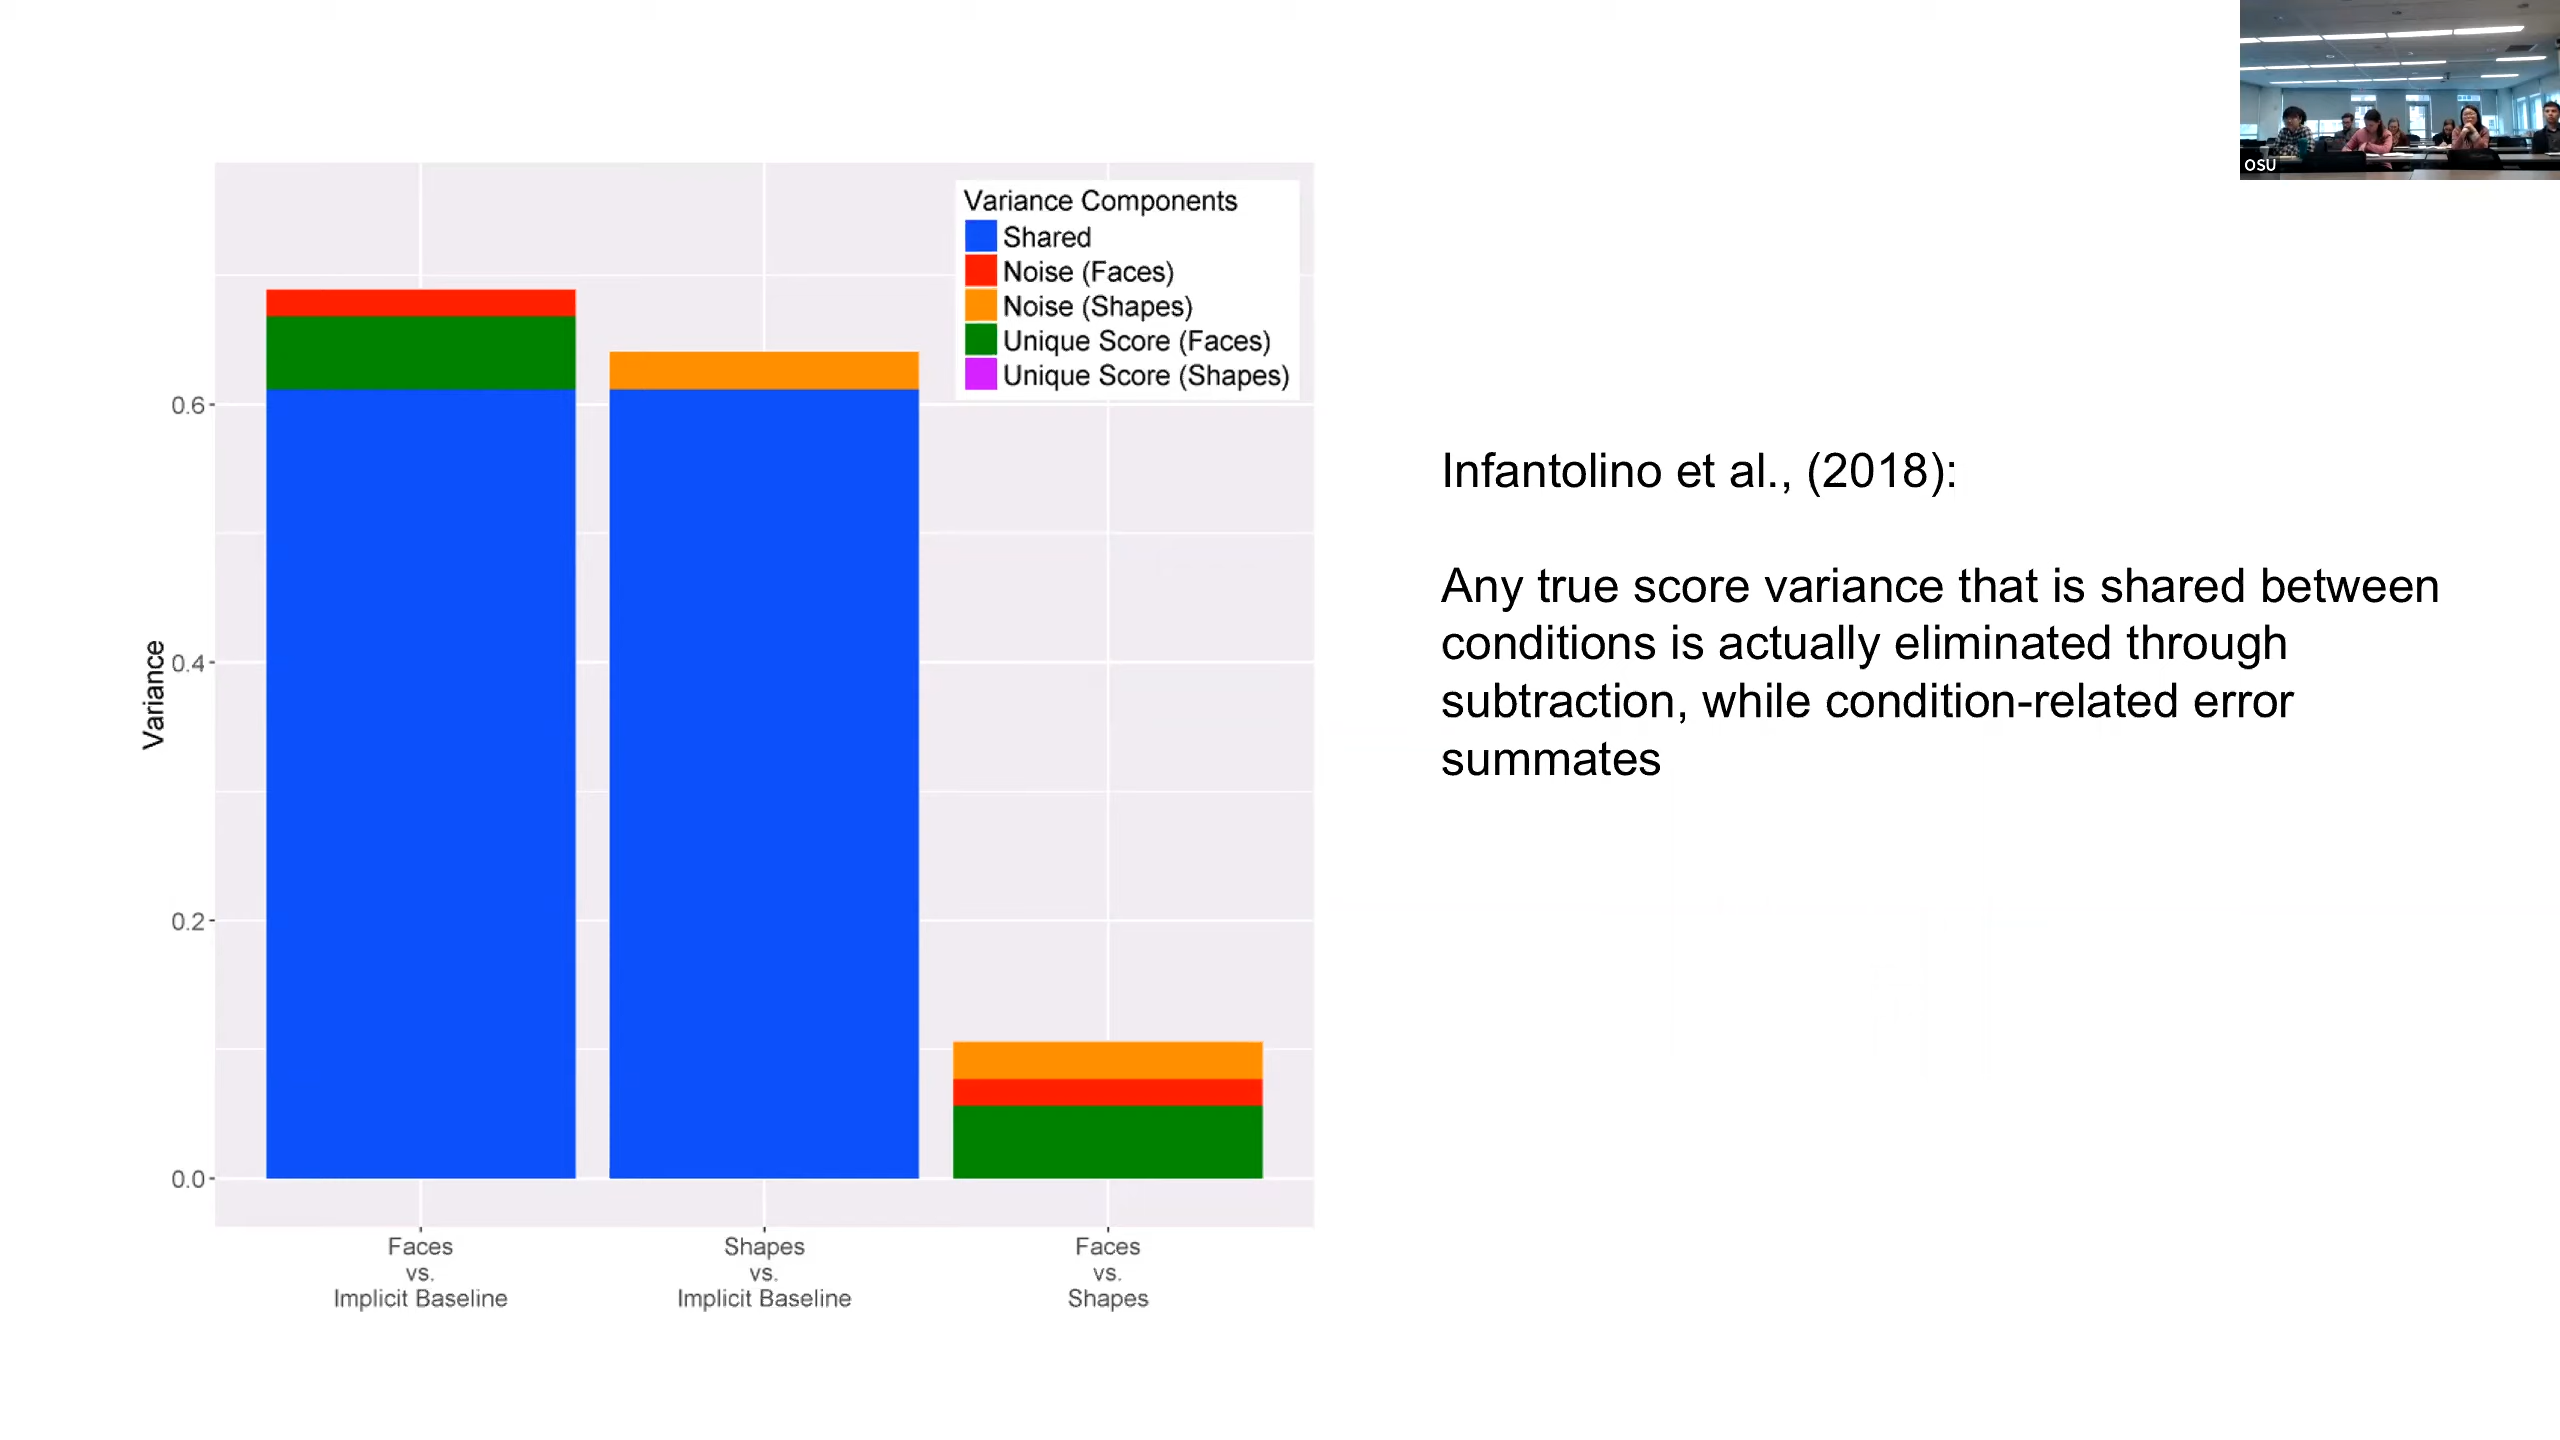 OSU
Variance Components
Shared
Noise (Faces)
Noise (Shapes)
Unique Score (Faces)
Unique Score (Shapes)
Variance
0.6
0.4
0.2
0.0
Faces
vs.
Implicit Baseline
Shapes
vs.
Implicit Baseline
Faces
vs.
Shapes
Infantolino et al., (2018):
Any true score variance that is shared between
conditions is actually eliminated through
subtraction, while condition-related error
summates